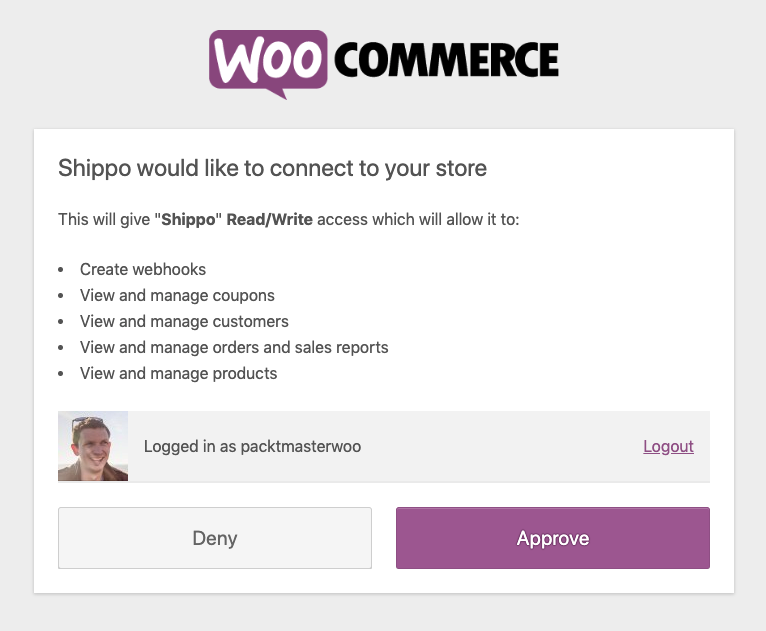 WOO COMMERCE
Shippo would like to connect to your store
This will give "Shippo" Read/Write access which will allow it to:
• Create webhooks
• View and manage coupons
• View and manage customers
• View and manage orders and sales reports
• View and manage products
Logged in as packtmasterwoo Logout
Deny Approve